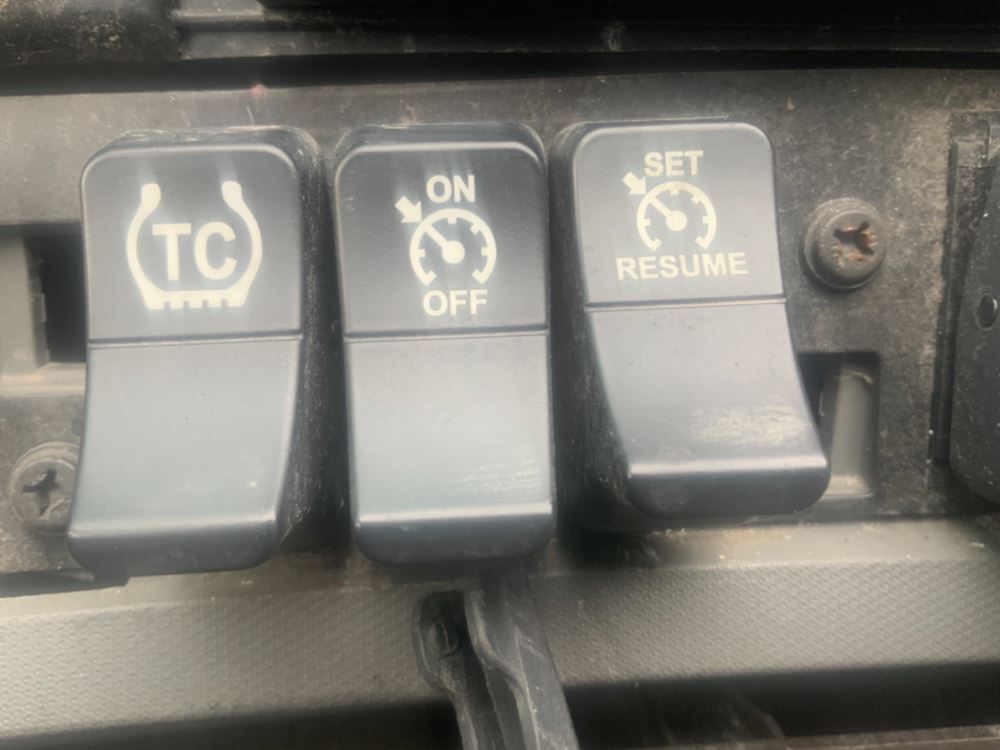 TC
ON
OFF
SET
RESUME